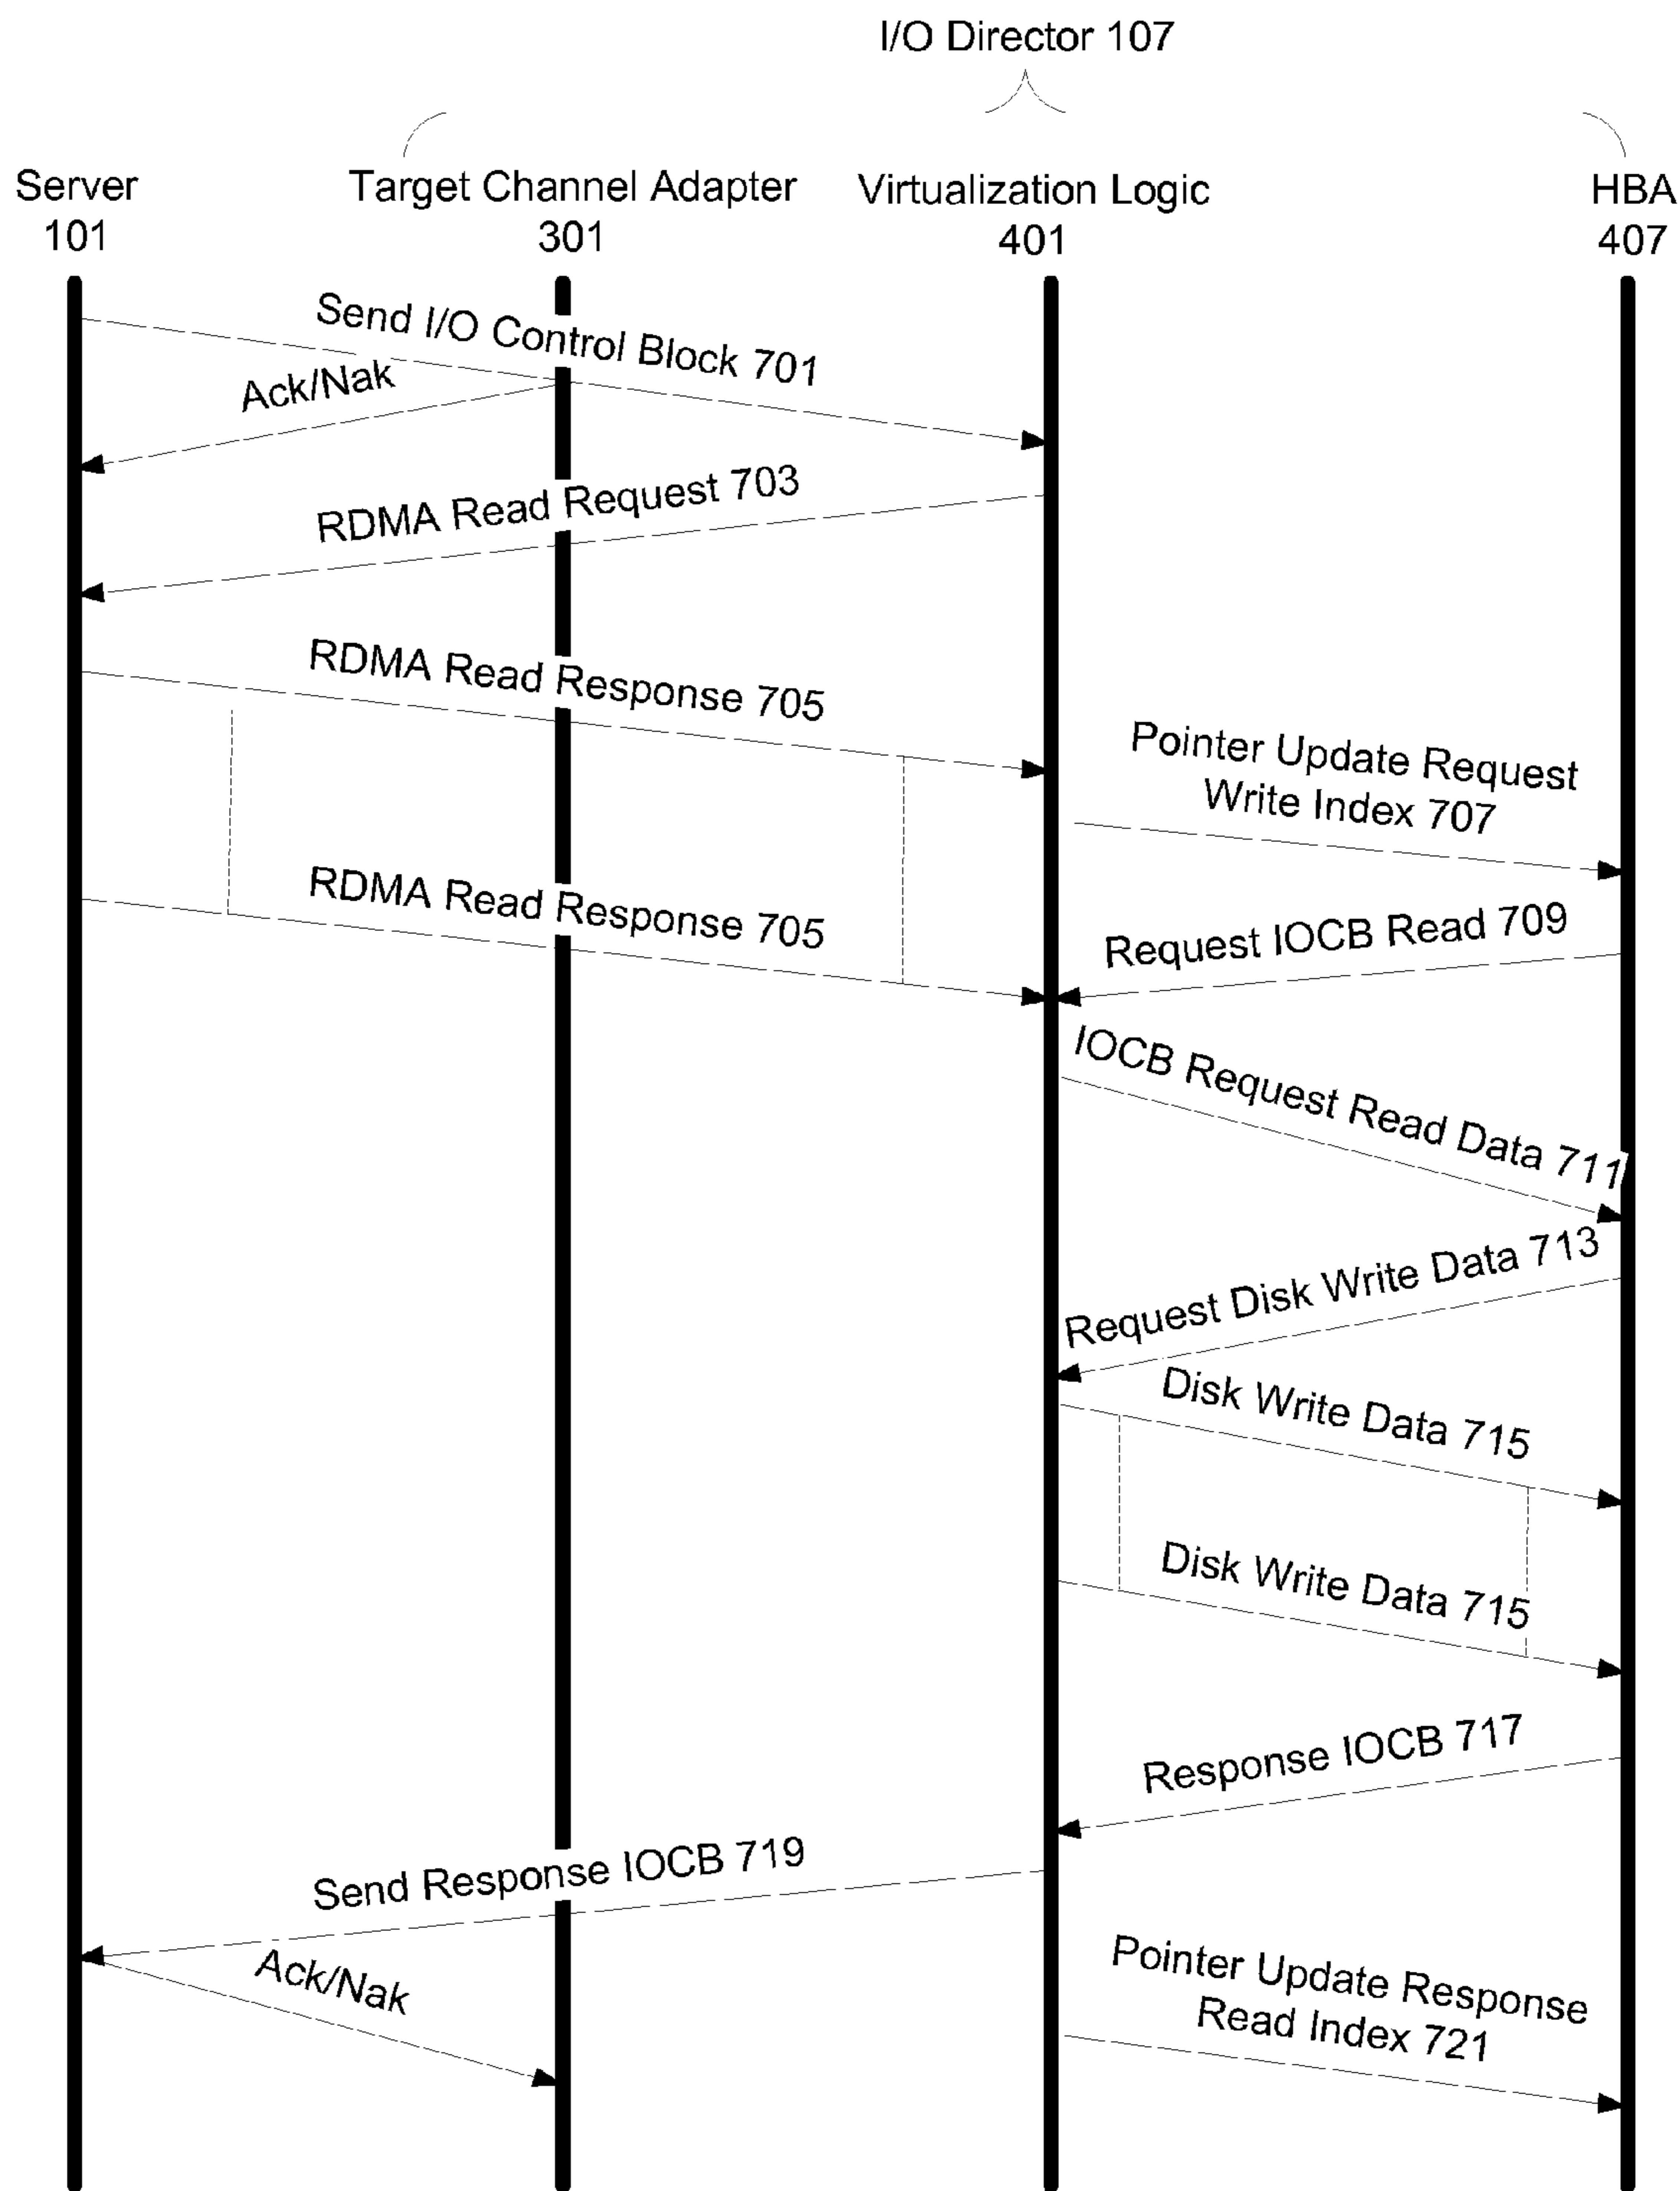 I/O Director 107
Server
101
Target Channel Adapter
301
Virtualization Logic
401
HBA
407
Send I/O Control Block 701
Ack/Nak
RDMA Read Request 703
RDMA Read Response 705
Pointer Update Request
Write Index 707
RDMA Read Response 705
Request IOCB Read 709
IOCB Request Read Data 711
Request Disk Write Data 713
Disk Write Data 715
Disk Write Data 715
Response IOCB 717
Send Response IOCB 719
Ack/Nak
Pointer Update Response
Read Index 721